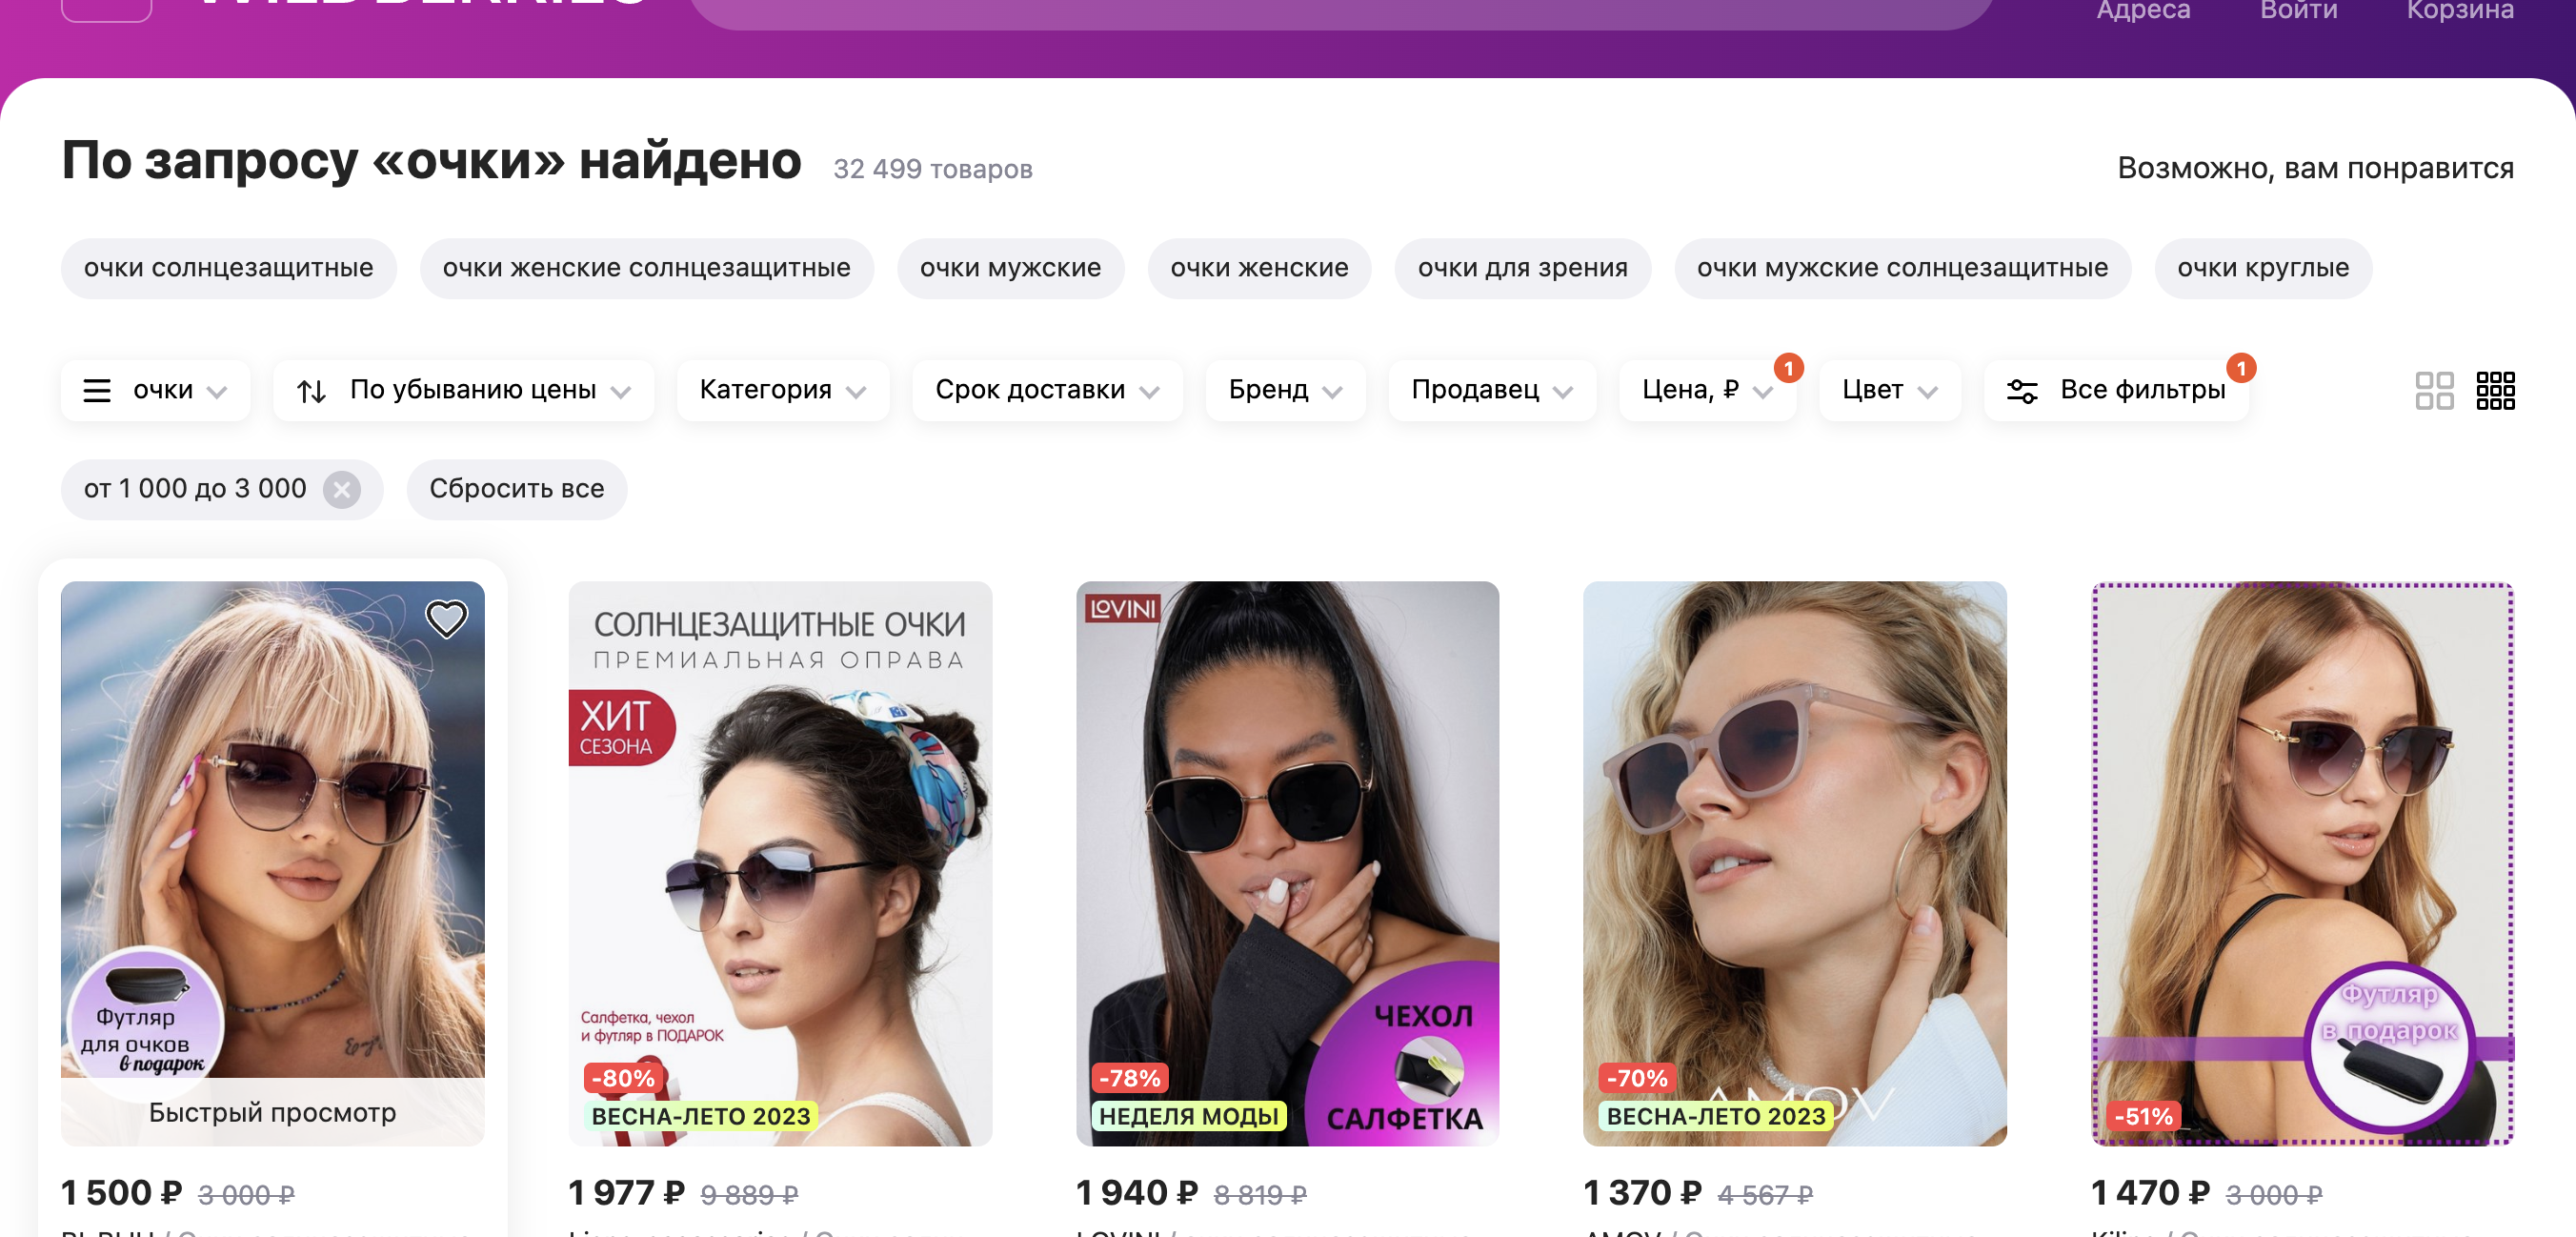 WILDBERRIES
Адреса Войти Корзина
По запросу «очки» найдено 32 499 товаров
Возможно, вам понравится
очки солнцезащитные очки женские солнцезащитные очки мужские очки женские очки для зрения очки мужские солнцезащитные очки круглые
очки По убыванию цены Категория Срок доставки Бренд Продавец Цена, ₽ 1 Цвет Все фильтры 1
от 1 000 до 3 000 Сбросить все
Футляр
для очков
в подарок
Быстрый просмотр
СОЛНЦЕЗАЩИТНЫЕ ОЧКИ
ПРЕМИАЛЬНАЯ ОПРАВА
ХИТ
СЕЗОНА
Салфетка, чехол
и футляр в ПОДАРОК
-80%
ВЕСНА-ЛЕТО 2023
LOVINI
ЧЕХОЛ
САЛФЕТКА
-78%
НЕДЕЛЯ МОДЫ
AMOV
-70%
ВЕСНА-ЛЕТО 2023
Футляр
в подарок
-51%
1 500 ₽ 3 000 ₽
1 977 ₽ 9 889 ₽
1 940 ₽ 8 819 ₽
1 370 ₽ 4 567 ₽
1 470 ₽ 3 000 ₽